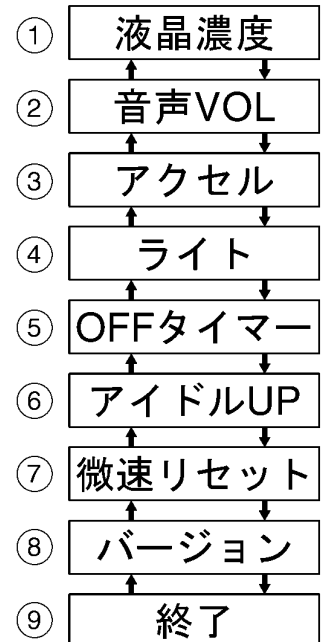 ① 液晶濃度
② 音声VOL
③ アクセル
④ ライト
⑤ OFFタイマー
⑥ アイドルUP
⑦ 微速リセット
⑧ バージョン
⑨ 終了